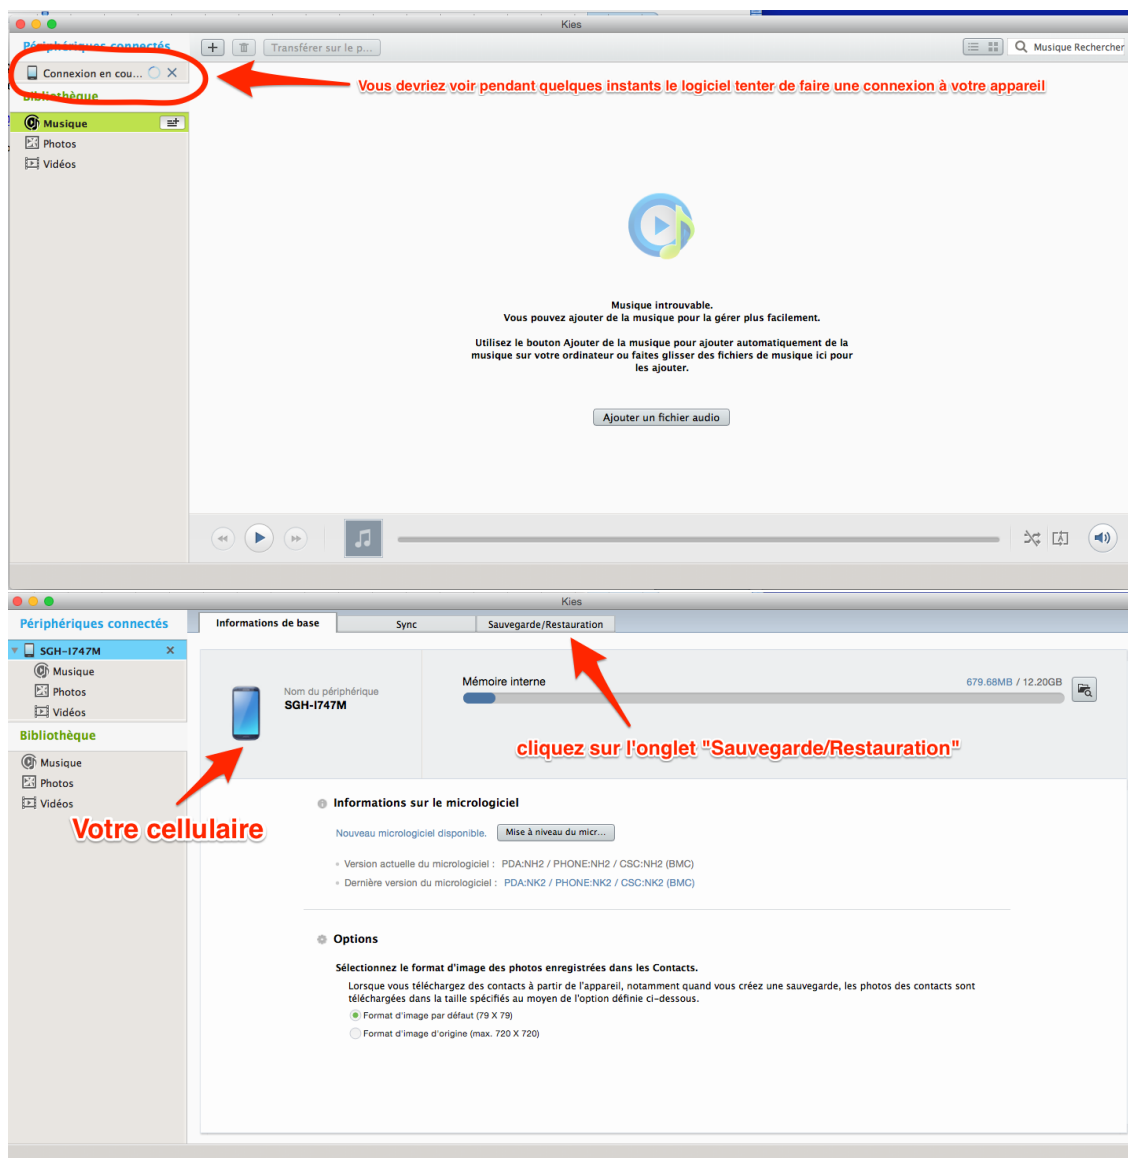 Kies
Périphériques connectés
Transférer sur le p...
Musique Rechercher
Connexion en cou...
Vous devriez voir pendant quelques instants le logiciel tenter de faire une connexion à votre appareil
Bibliothèque
Musique
Photos
Vidéos
Musique introuvable.
Vous pouvez ajouter de la musique pour la gérer plus facilement.
Utilisez le bouton Ajouter de la musique pour ajouter automatiquement de la
musique sur votre ordinateur ou faites glisser des fichiers de musique ici pour
les ajouter.
Ajouter un fichier audio
Kies
Périphériques connectés
Informations de base
Sync
Sauvegarde/Restauration
SGH-I747M
Musique
Photos
Vidéos
Bibliothèque
Musique
Photos
Vidéos
Nom du périphérique
SGH-I747M
Mémoire interne
679.68MB / 12.20GB
cliquez sur l'onglet "Sauvegarde/Restauration"
Votre cellulaire
Informations sur le micrologiciel
Nouveau micrologiciel disponible.
Mise à niveau du micr...
Version actuelle du micrologiciel : PDA:NH2 / PHONE:NH2 / CSC:NH2 (BMC)
Dernière version du micrologiciel : PDA:NK2 / PHONE:NK2 / CSC:NK2 (BMC)
Options
Sélectionnez le format d'image des photos enregistrées dans les Contacts.
Lorsque vous téléchargez des contacts à partir de l'appareil, notamment quand vous créez une sauvegarde, les photos des contacts sont
téléchargées dans la taille spécifiés au moyen de l'option définie ci-dessous.
Format d'image par défaut (79 X 79)
Format d'image d'origine (max. 720 X 720)